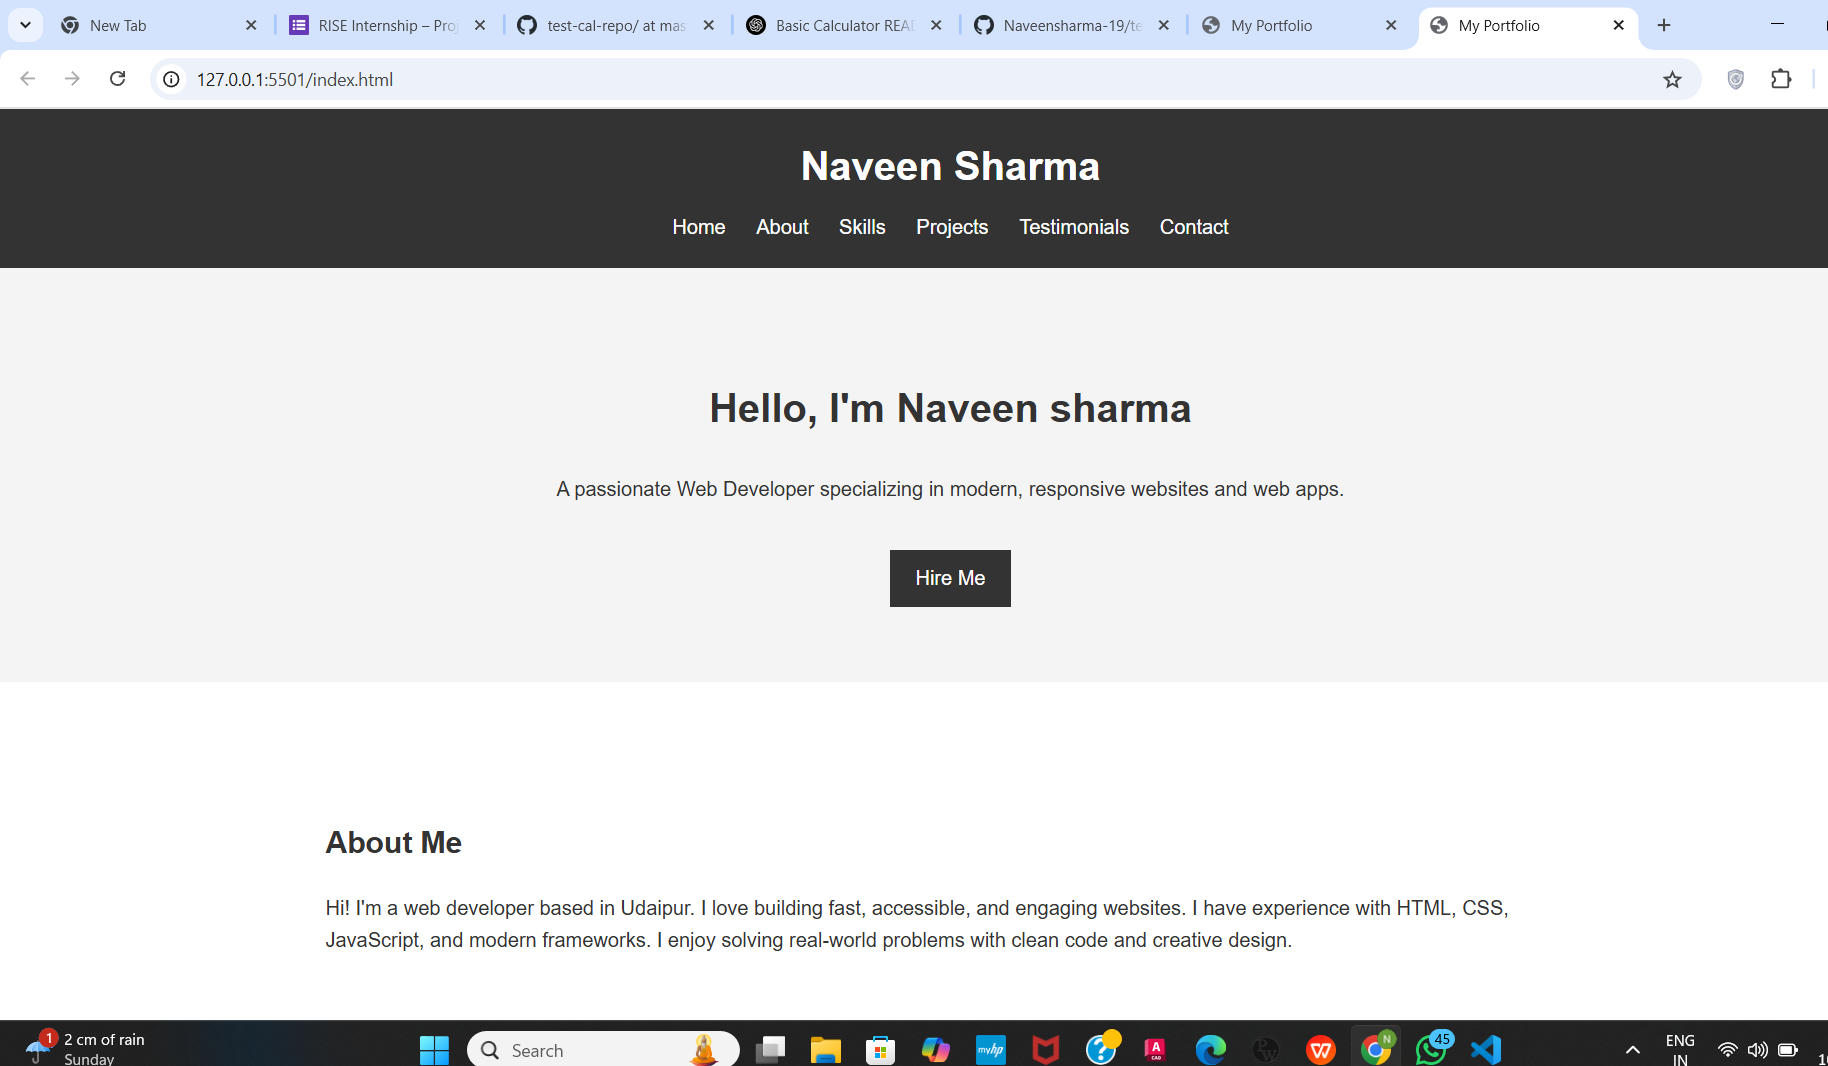 New Tab
RISE Internship – Proj
test-cal-repo/ at mas
Basic Calculator REA
Naveensharma-19/te
My Portfolio
My Portfolio
127.0.0.1:5501/index.html
Naveen Sharma
Home About Skills Projects Testimonials Contact
Hello, I'm Naveen sharma
A passionate Web Developer specializing in modern, responsive websites and web apps.
Hire Me
About Me
Hi! I'm a web developer based in Udaipur. I love building fast, accessible, and engaging websites. I have experience with HTML, CSS,
JavaScript, and modern frameworks. I enjoy solving real-world problems with clean code and creative design.
1
2 cm of rain
Sunday
Search
myhp
A
CAD
W
N
45
ENG
IN